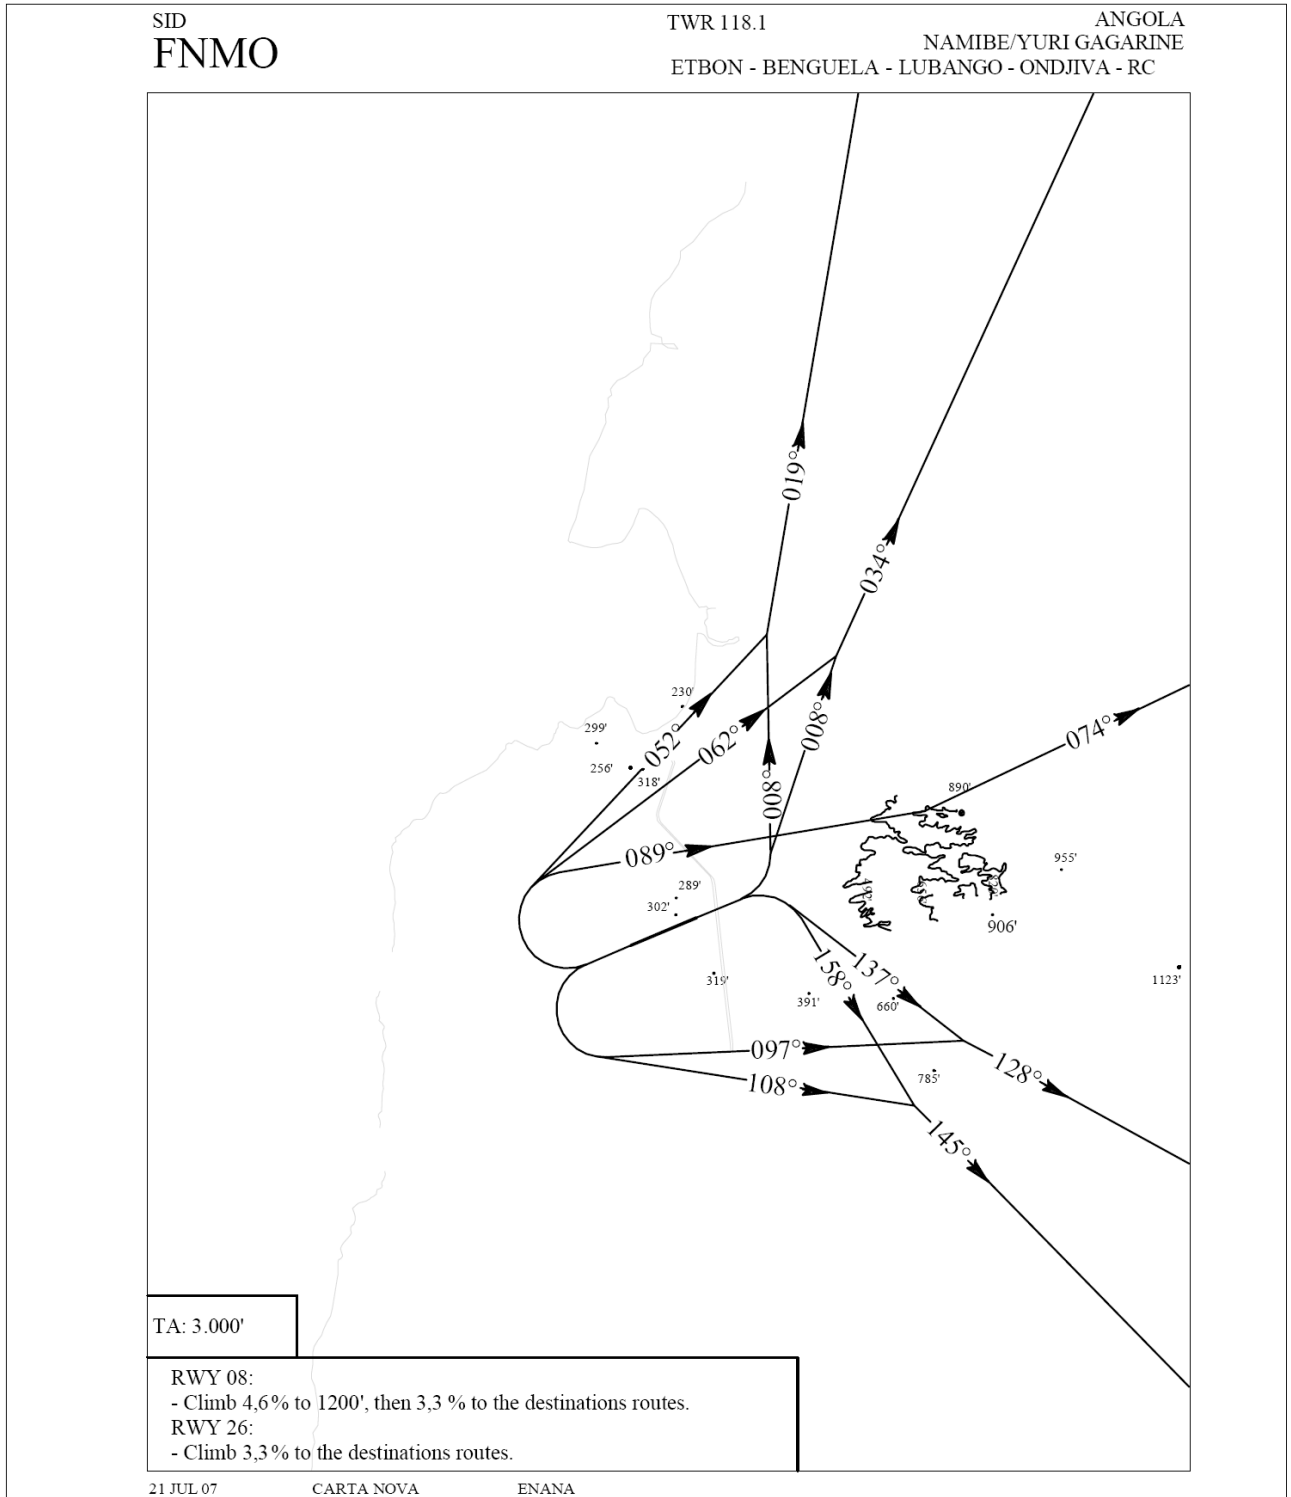 SID
FNMO
TWR 118.1
ANGOLA
NAMIBE/YURI GAGARINE
ETBON - BENGUELA - LUBANGO - ONDJIVA - RC
019°
034°
230'
299'
052°
062°
008°
074°
256'
318'
008°
890'
089°
955'
289'
302'
906'
158°
137°
319'
391'
660'
1123'
097°
128°
108°
785'
145°
TA: 3.000'
RWY 08:
- Climb 4,6% to 1200', then 3,3 % to the destinations routes.
RWY 26:
- Climb 3,3% to the destinations routes.
21 JUL 07 CARTA NOVA ENANA